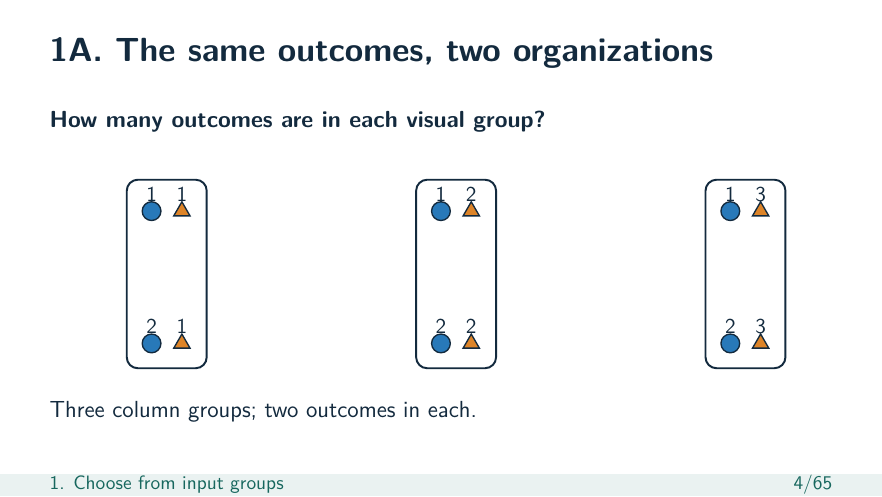 1A. The same outcomes, two organizations
How many outcomes are in each visual group?
1 1 1 2 1 3
2 1 2 2 2 3
Three column groups; two outcomes in each.
1. Choose from input groups 4/65